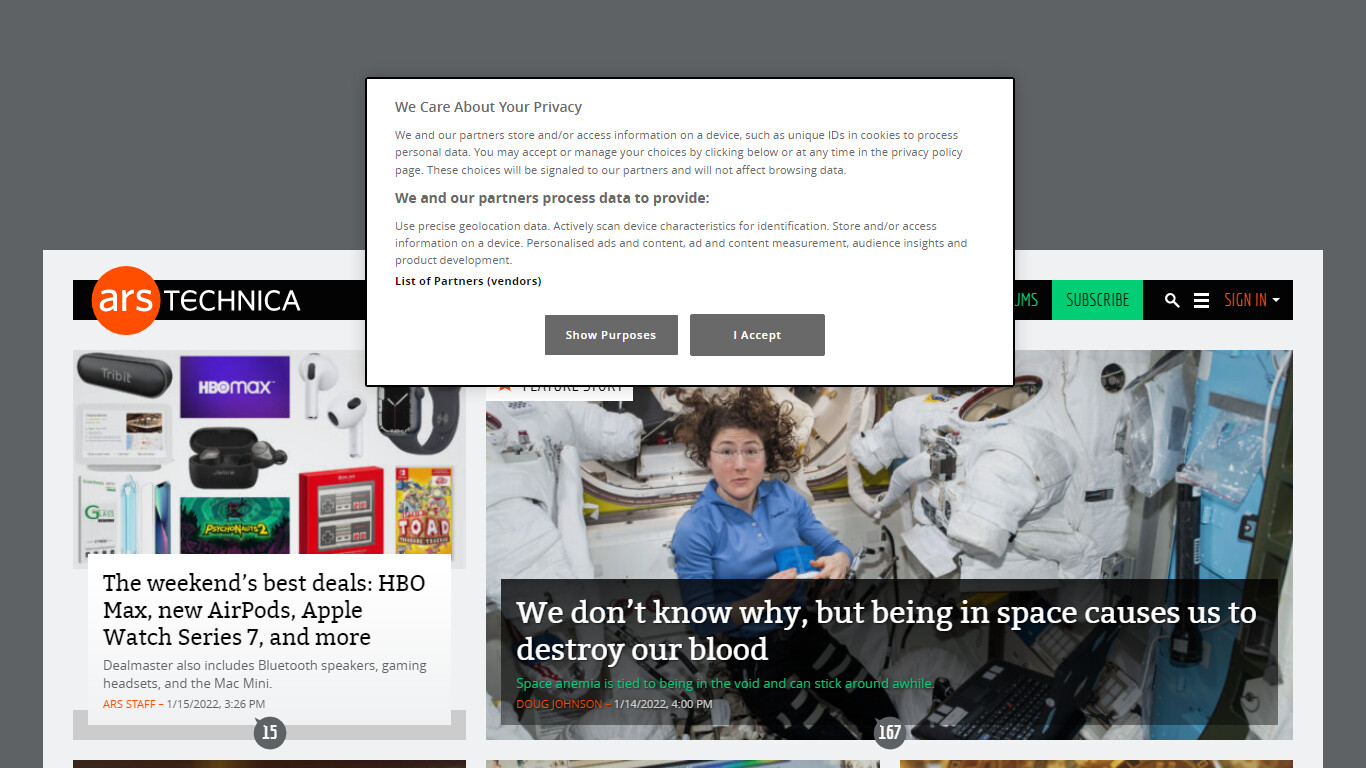 We Care About Your Privacy
We and our partners store and/or access information on a device, such as unique IDs in cookies to process
personal data. You may accept or manage your choices by clicking below or at any time in the privacy policy
page. These choices will be signaled to our partners and will not affect browsing data.
We and our partners process data to provide:
Use precise geolocation data. Actively scan device characteristics for identification. Store and/or access
information on a device. Personalised ads and content, ad and content measurement, audience insights and
product development.
List of Partners (vendors)
Show Purposes
I Accept
ars TECHNICA
UMS
SUBSCRIBE
SIGN IN
FEATURE STORY
Tribit
HBOmax
Jabra
GLASS
PSYCHONAUTS 2
TOAD
The weekend’s best deals: HBO
Max, new AirPods, Apple
Watch Series 7, and more
Dealmaster also includes Bluetooth speakers, gaming
headsets, and the Mac Mini.
ARS STAFF – 1/15/2022, 3:26 PM
15
We don’t know why, but being in space causes us to
destroy our blood
Space anemia is tied to being in the void and can stick around awhile.
DOUG JOHNSON – 1/14/2022, 4:00 PM
167